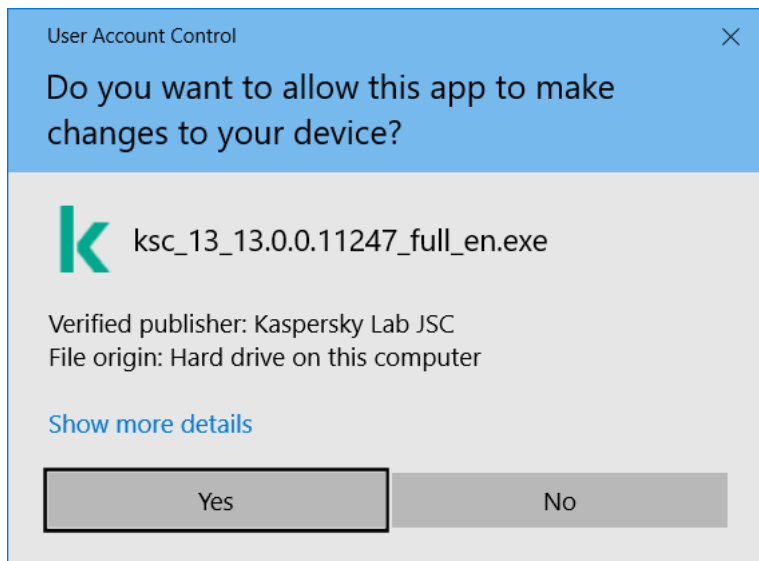 User Account Control
Do you want to allow this app to make
changes to your device?
ksc_13_13.0.0.11247_full_en.exe
Verified publisher: Kaspersky Lab JSC
File origin: Hard drive on this computer
Show more details
Yes
No